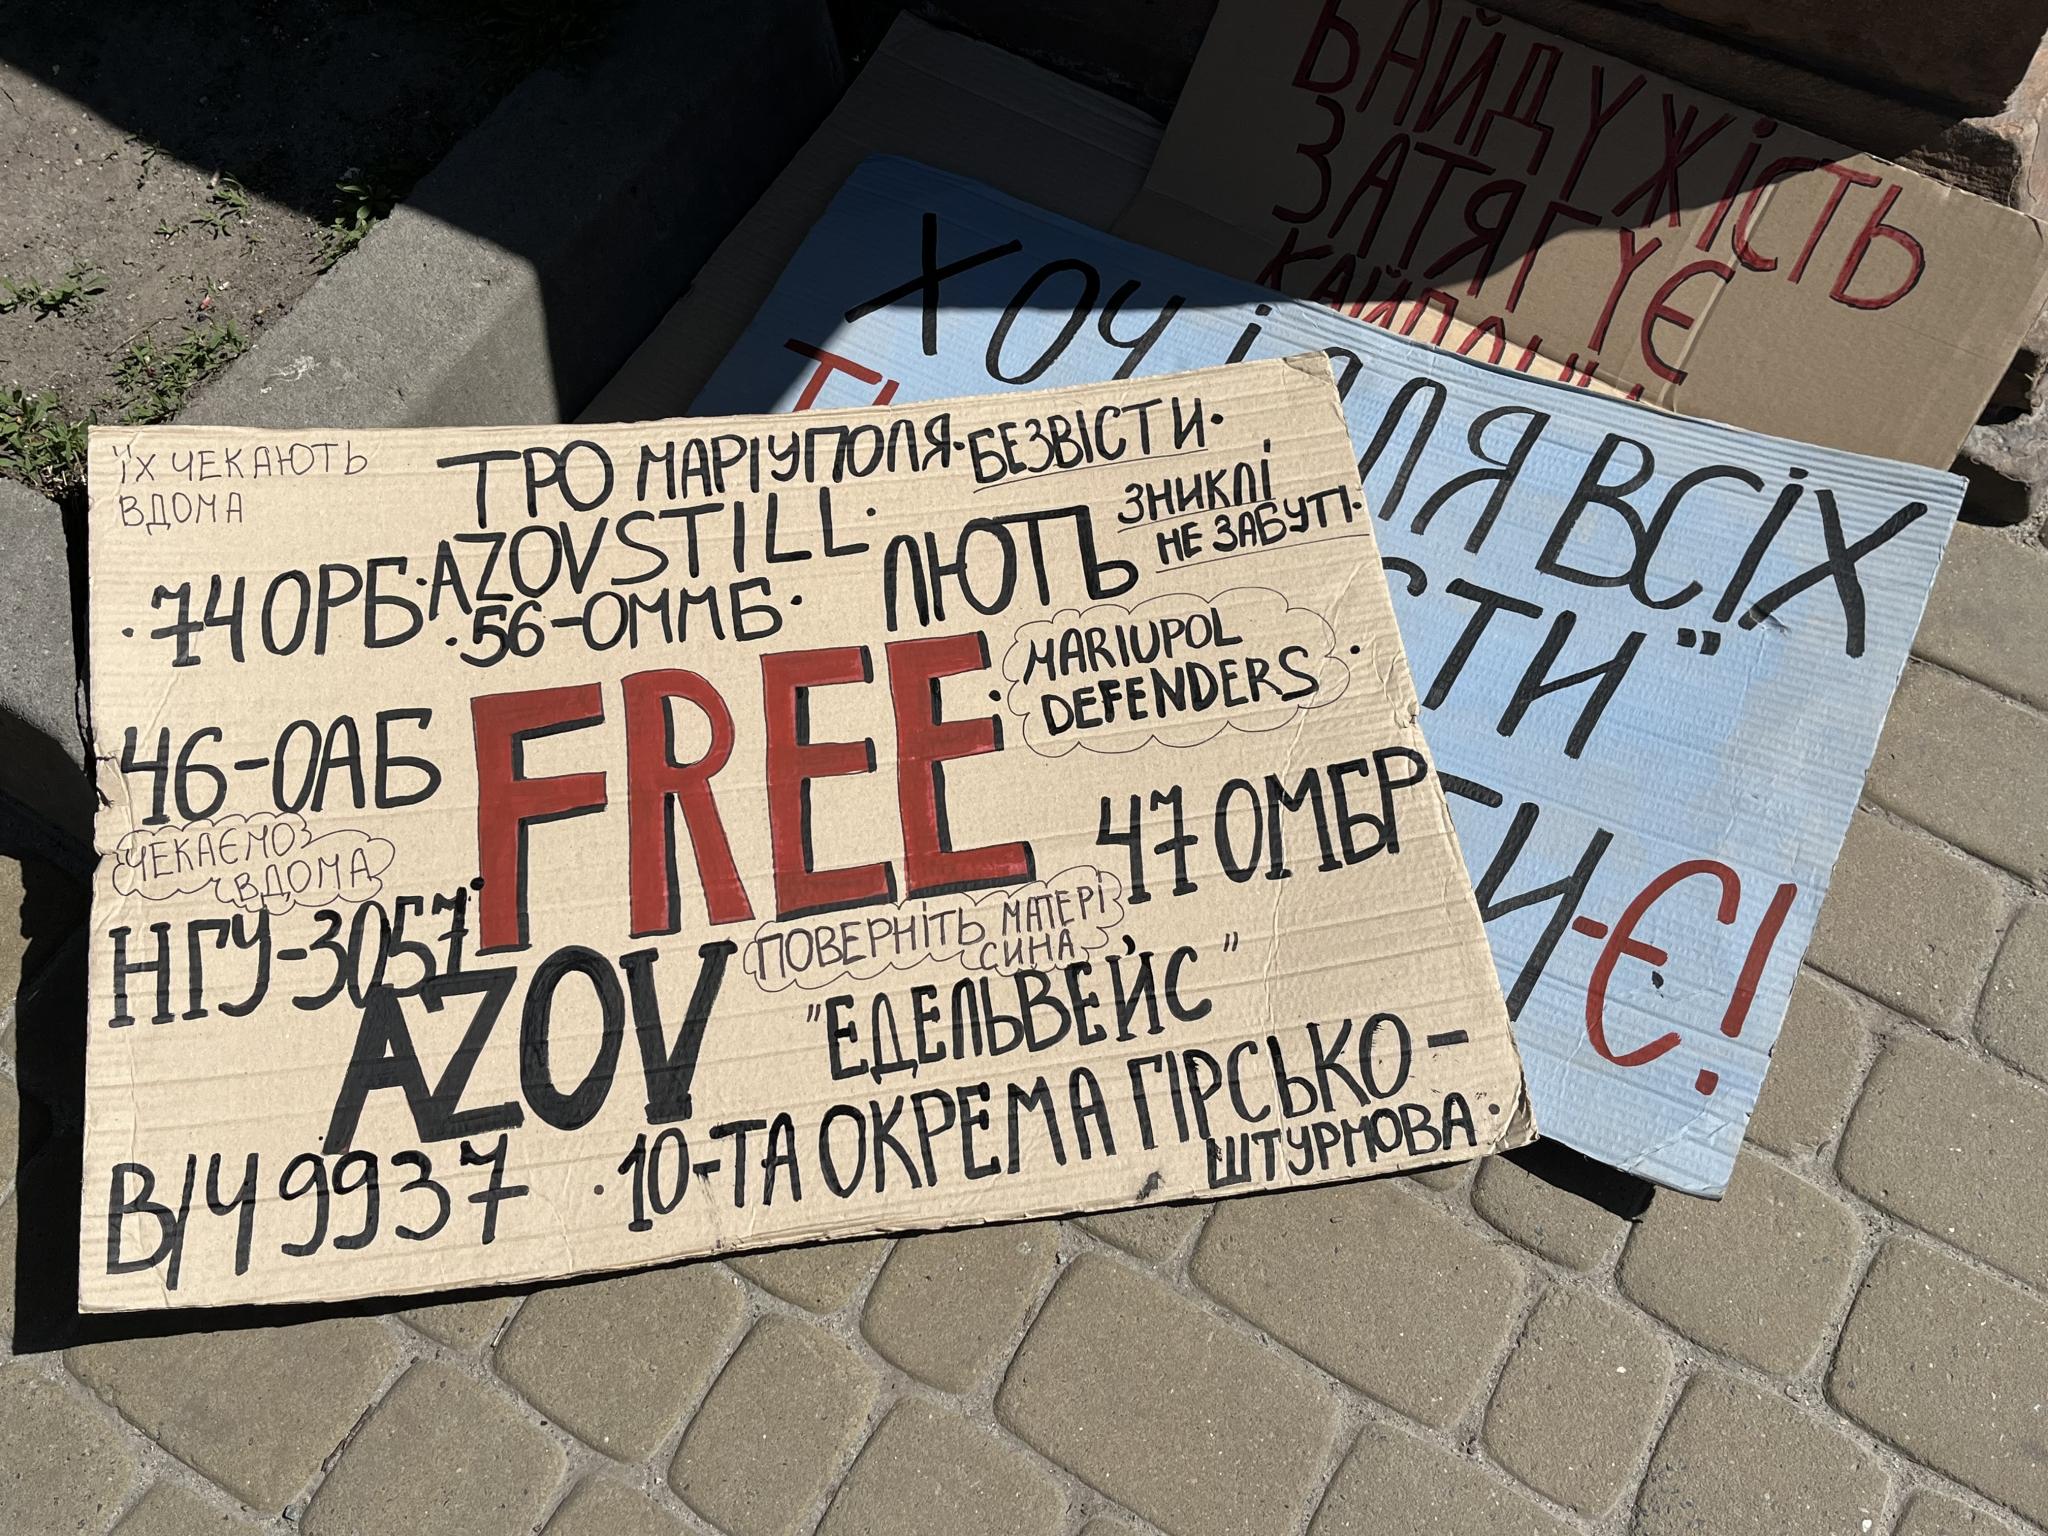 ЇХ ЧЕКАЮТЬ
ВДОМА
ТРО МАРІУПОЛЯ·БЕЗВІСТИ·
ЗНИКЛІ
НЕ ЗАБУТІ·
AZOVSTILL·
ЛЮТЬ
·74 ОРБ·
·56-ОММБ·
MARIUPOL
DEFENDERS
FREE
46-ОАБ
47 ОМБР
ЧЕКАЄМО
ВДОМА
НГУ-3057
ПОВЕРНІТЬ МАТЕРІ
СИНА
AZOV
"ЕДЕЛЬВЕЙС"
В/Ч 9937
·10-ТА ОКРЕМА ГІРСЬКО-
ШТУРМОВА·
ХОЧ І ДЛЯ ВСІХ
СТИ"
-Є!
БАЙДУЖІСТЬ
ЗАТЯГУЄ